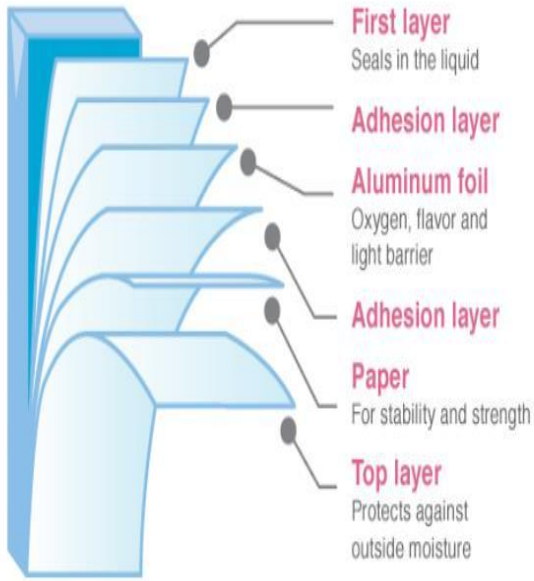 First layer
Seals in the liquid
Adhesion layer
Aluminum foil
Oxygen, flavor and
light barrier
Adhesion layer
Paper
For stability and strength
Top layer
Protects against
outside moisture